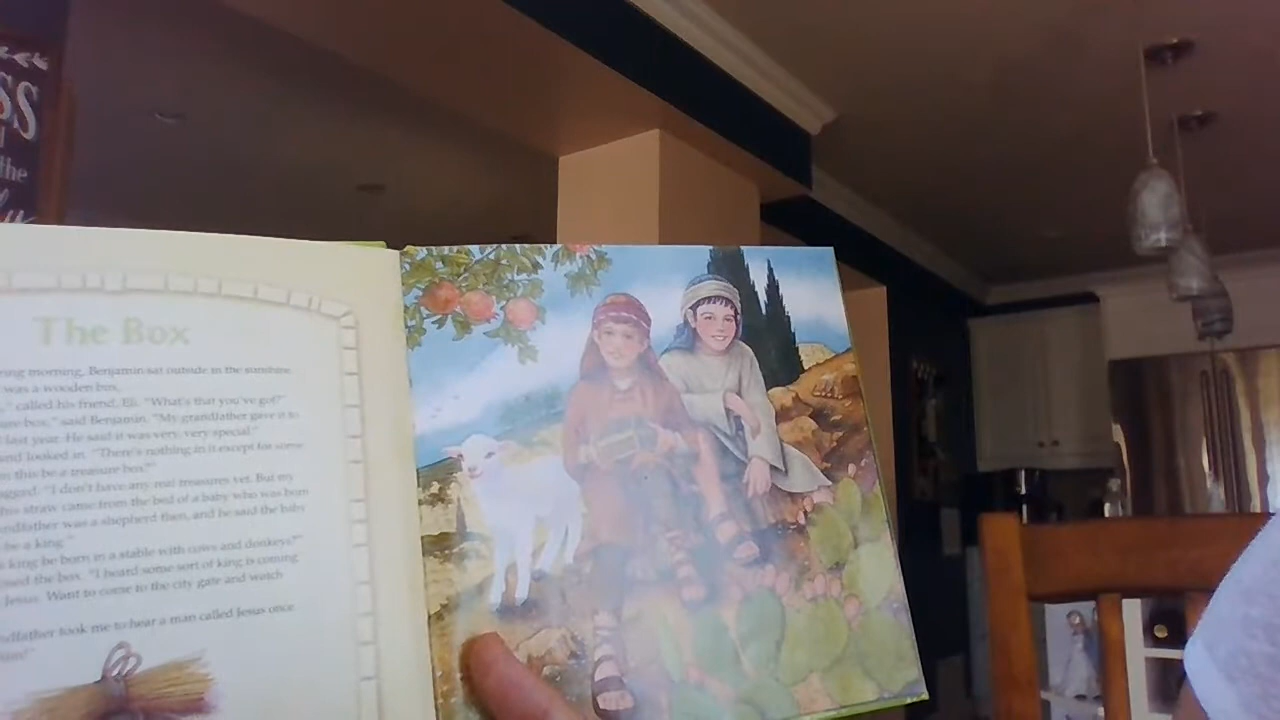 SS
the
The Box
ring morning, Benjamin sat outside in the sunshine
was a wooden box.
," called his friend, Eli. "What's that you've got?"
sure box," said Benjamin. "My grandfather gave it to
last year. He said it was very, very special."
and looked in. "There's nothing in it except for some
n this be a treasure box?"
ugged. "I don't have any real treasures yet. But my
his straw came from the bed of a baby who was born
ndfather was a shepherd then, and he said the baby
be a king."
king be born in a stable with cows and donkeys?"
osed the box. "I heard some sort of king is coming
Jesus. Want to come to the city gate and watch
ndfather took me to hear a man called Jesus once.